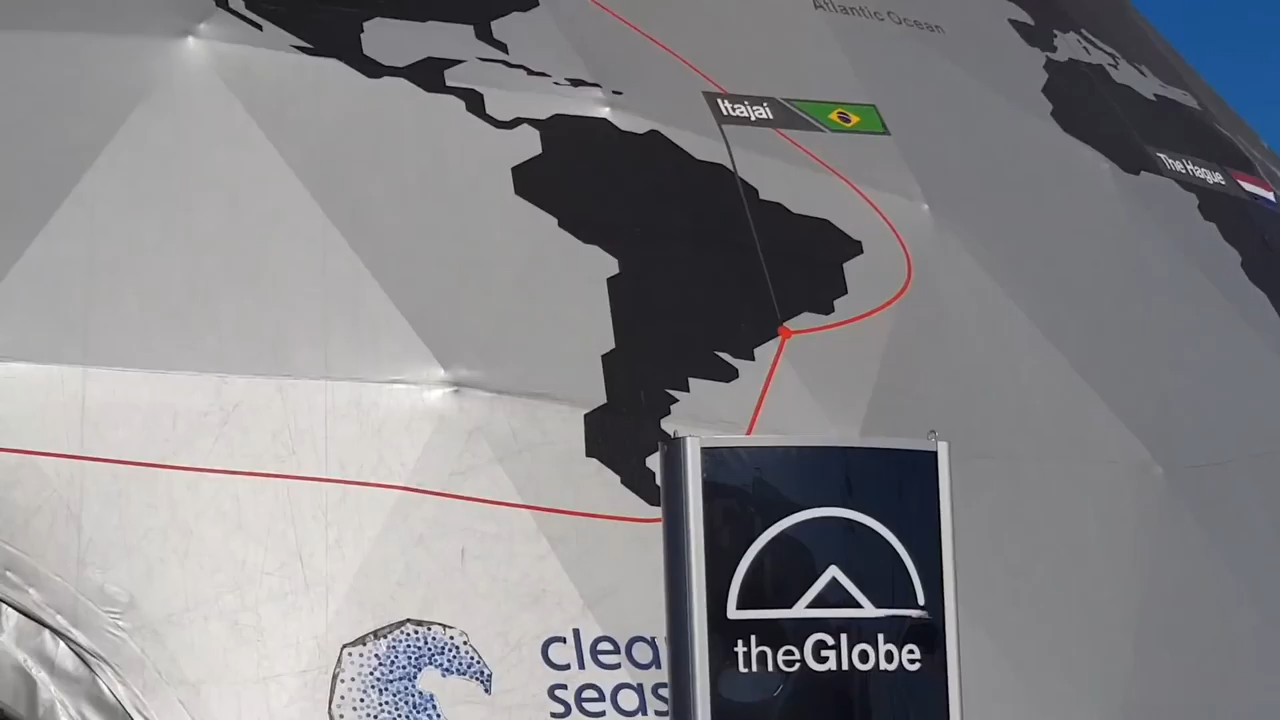 Atlantic Ocean
Itajaí
The Hague
clea
seas
theGlobe